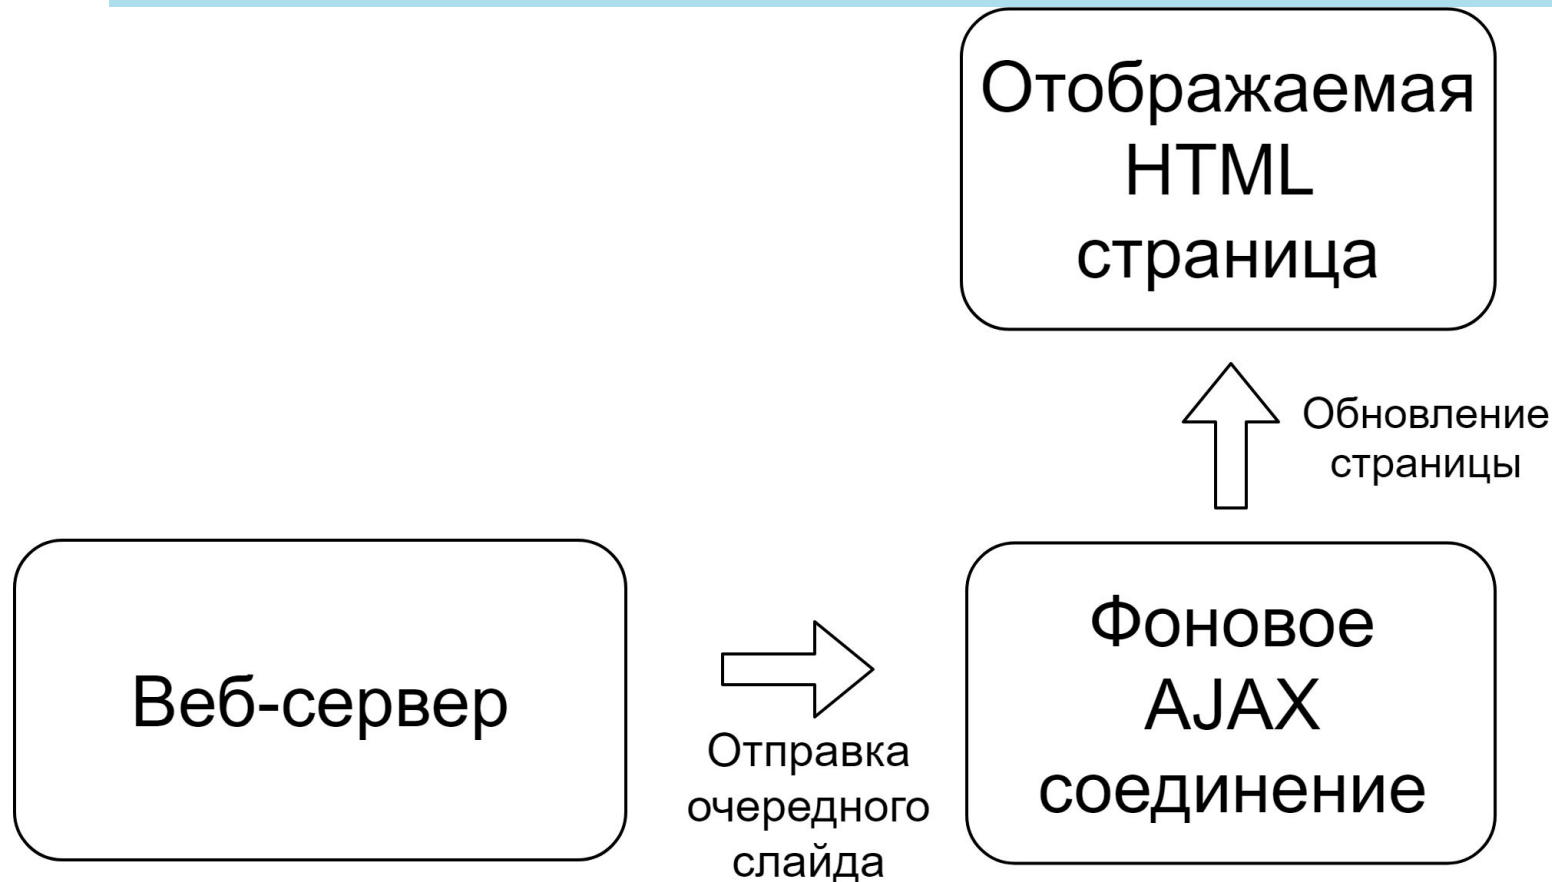 Отображаемая
HTML
страница
Обновление
страницы
Веб-сервер
Отправка
очередного
слайда
Фоновое
AJAX
соединение